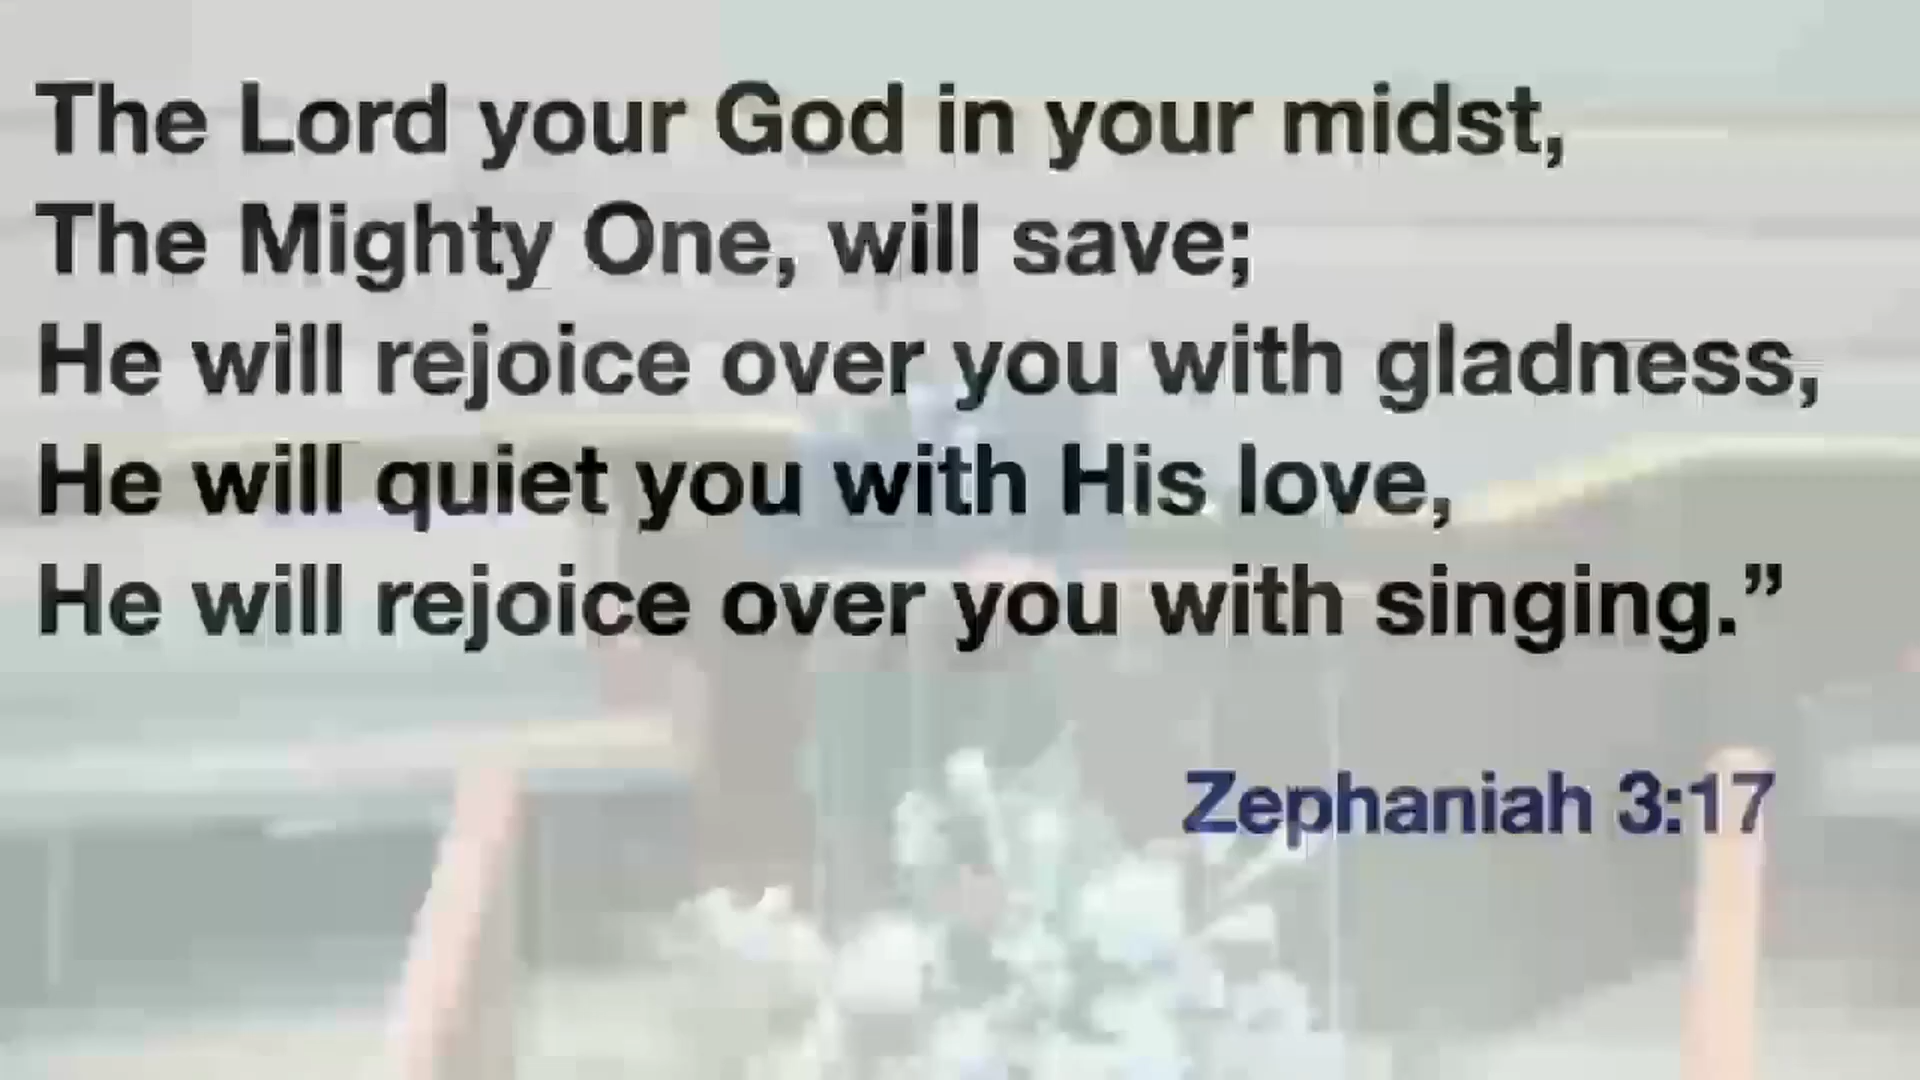 The Lord your God in your midst,
The Mighty One, will save;
He will rejoice over you with gladness,
He will quiet you with His love,
He will rejoice over you with singing.”
Zephaniah 3:17